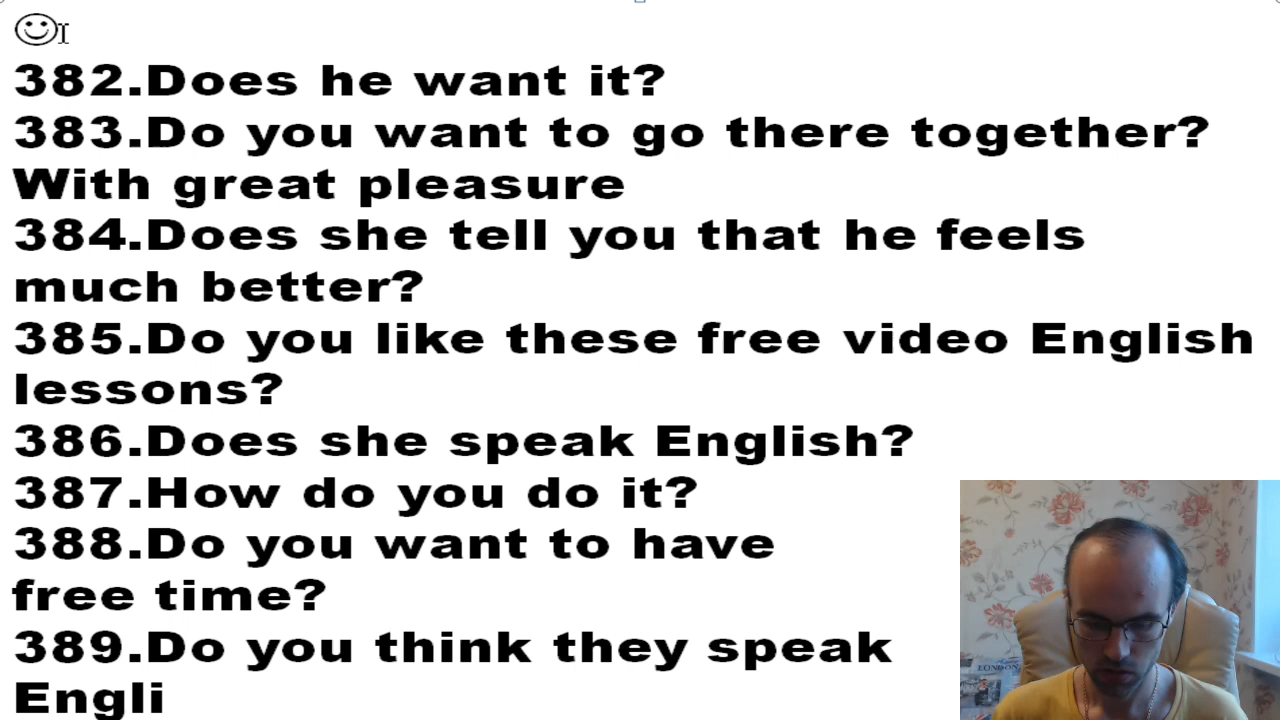 382.Does he want it?
383.Do you want to go there together?
With great pleasure
384.Does she tell you that he feels
much better?
385.Do you like these free video English
lessons?
386.Does she speak English?
387.How do you do it?
388.Do you want to have
free time?
389.Do you think they speak
Engli
LONDON